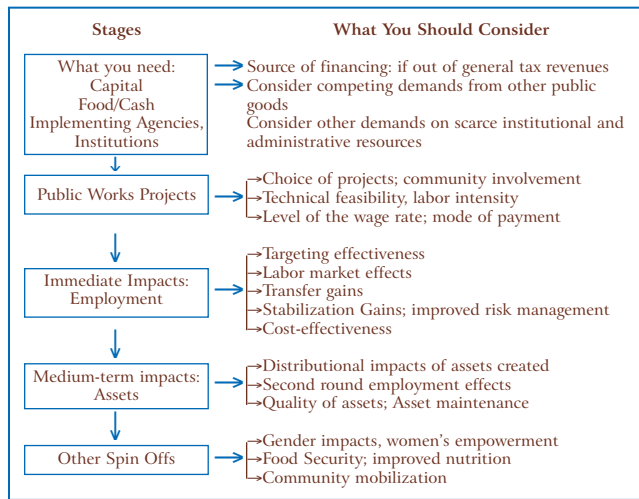 Stages
What You Should Consider
What you need:
Capital
Food/Cash
Implementing Agencies,
Institutions
Source of financing: if out of general tax revenues
Consider competing demands from other public
goods
Consider other demands on scarce institutional and
administrative resources
Public Works Projects
Choice of projects; community involvement
Technical feasibility, labor intensity
Level of the wage rate; mode of payment
Immediate Impacts:
Employment
Targeting effectiveness
Labor market effects
Transfer gains
Stabilization Gains; improved risk management
Cost-effectiveness
Medium-term impacts:
Assets
Distributional impacts of assets created
Second round employment effects
Quality of assets; Asset maintenance
Other Spin Offs
Gender impacts, women’s empowerment
Food Security; improved nutrition
Community mobilization